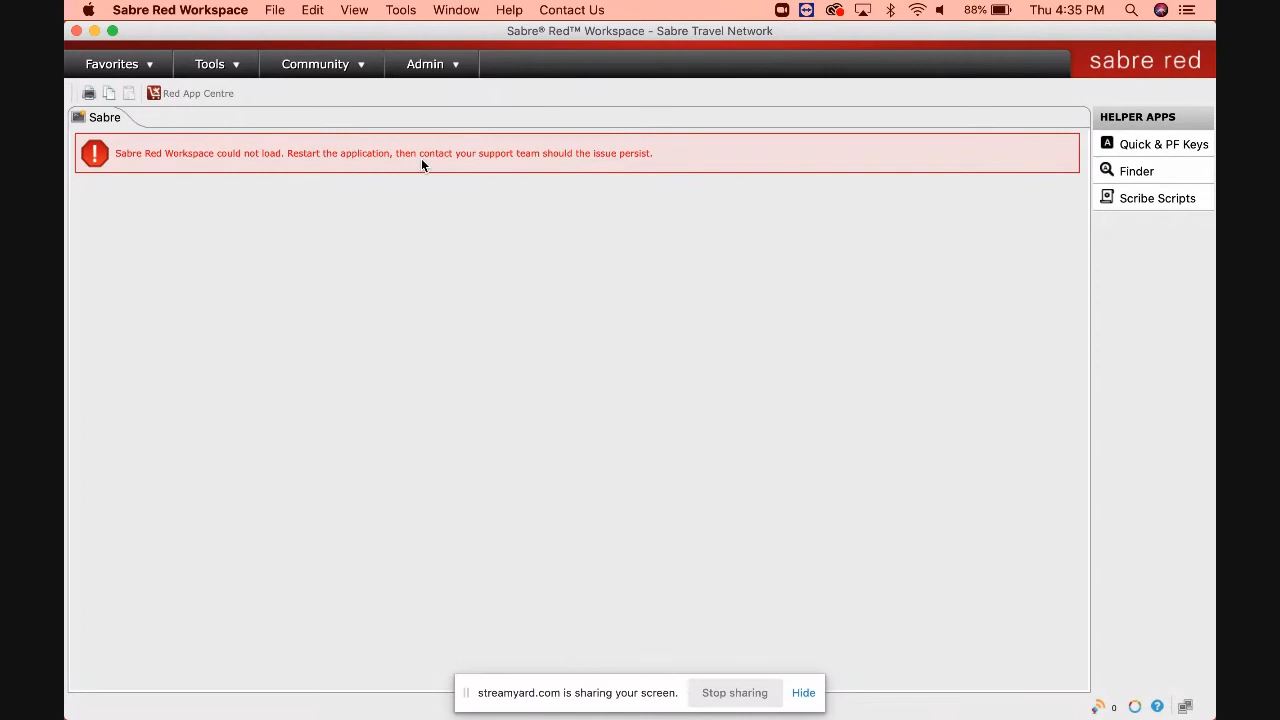 Sabre Red Workspace File Edit View Tools Window Help Contact Us 88% Thu 4:35 PM
Sabre® Red™ Workspace - Sabre Travel Network
Favorites Tools Community Admin sabre red
Red App Centre
Sabre
Sabre Red Workspace could not load. Restart the application, then contact your support team should the issue persist.
HELPER APPS
Quick & PF Keys
Finder
Scribe Scripts
streamyard.com is sharing your screen. Stop sharing Hide
0